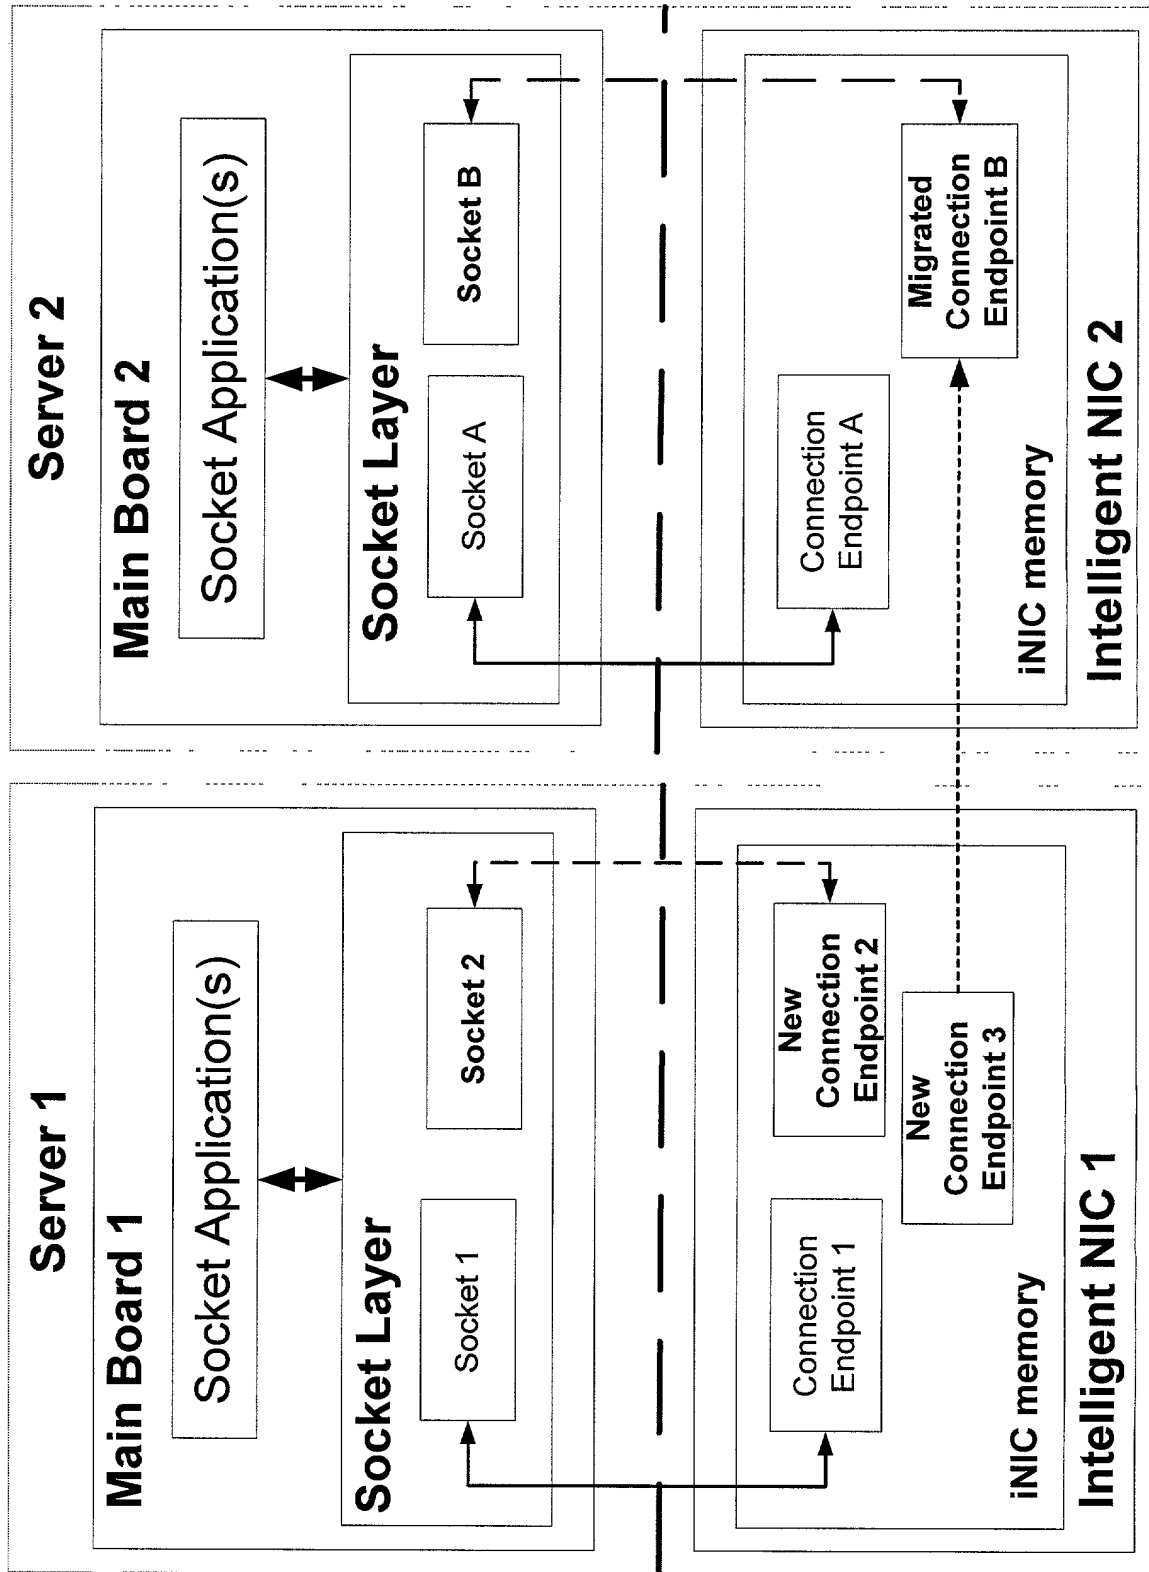 Server 1
Main Board 1
Socket Application(s)
Socket Layer
Socket 1
Socket 2
Connection
Endpoint 1
New
Connection
Endpoint 2
New
Connection
Endpoint 3
iNIC memory
Intelligent NIC 1
Server 2
Main Board 2
Socket Application(s)
Socket Layer
Socket A
Socket B
Connection
Endpoint A
Migrated
Connection
Endpoint B
iNIC memory
Intelligent NIC 2